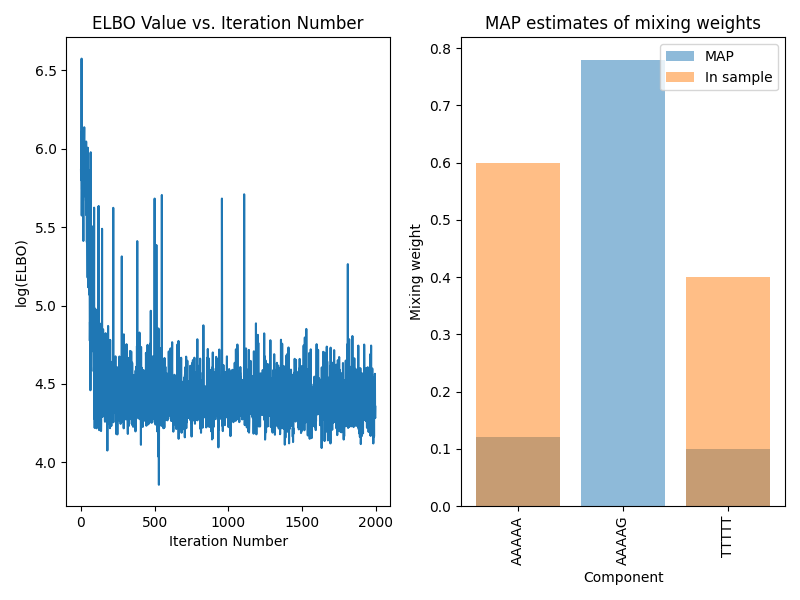 ELBO Value vs. Iteration Number
log(ELBO)
6.5
6.0
5.5
5.0
4.5
4.0
0
500
1000
1500
2000
Iteration Number
MAP estimates of mixing weights
MAP
In sample
Mixing weight
0.8
0.7
0.6
0.5
0.4
0.3
0.2
0.1
0.0
AAAAA
AAAAG
TTTTT
Component